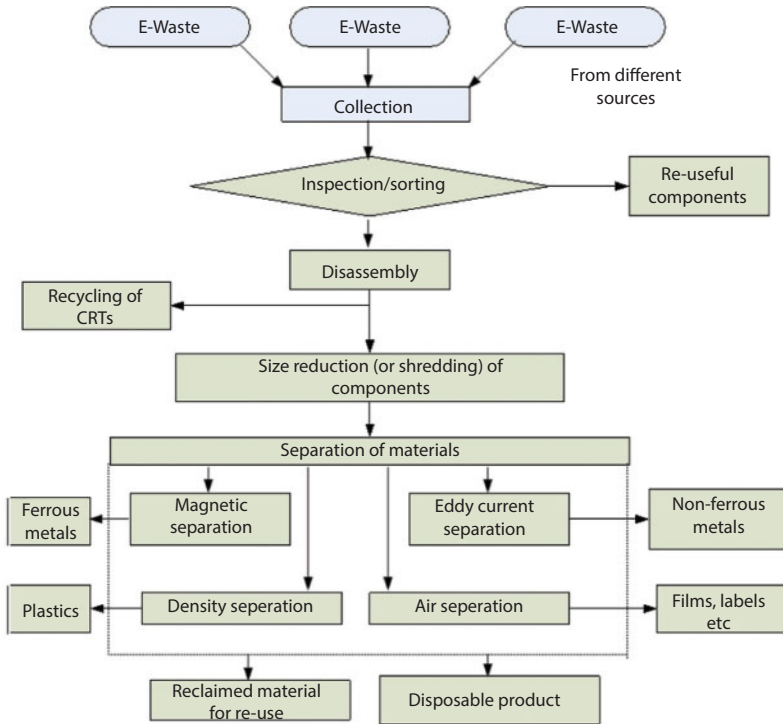 E-Waste
E-Waste
E-Waste
From different
sources
Collection
Inspection/sorting
Re-useful
components
Disassembly
Recycling of
CRTs
Size reduction (or shredding) of
components
Separation of materials
Ferrous
metals
Magnetic
separation
Eddy current
separation
Non-ferrous
metals
Plastics
Density seperation
Air seperation
Films, labels
etc
Reclaimed material
for re-use
Disposable product